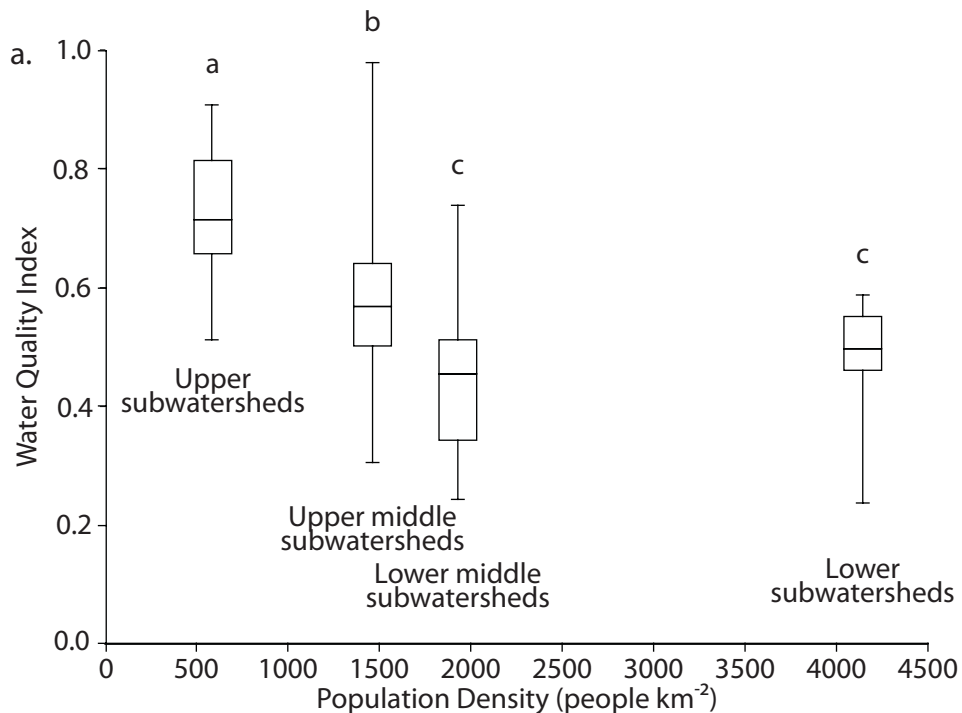 a.
b
a
c
c
1.0
0.8
0.6
0.4
0.2
0.0
Water Quality Index
Upper
subwatersheds
Upper middle
subwatersheds
Lower middle
subwatersheds
Lower
subwatersheds
0 500 1000 1500 2000 2500 3000 3500 4000 4500
Population Density (people km⁻²)